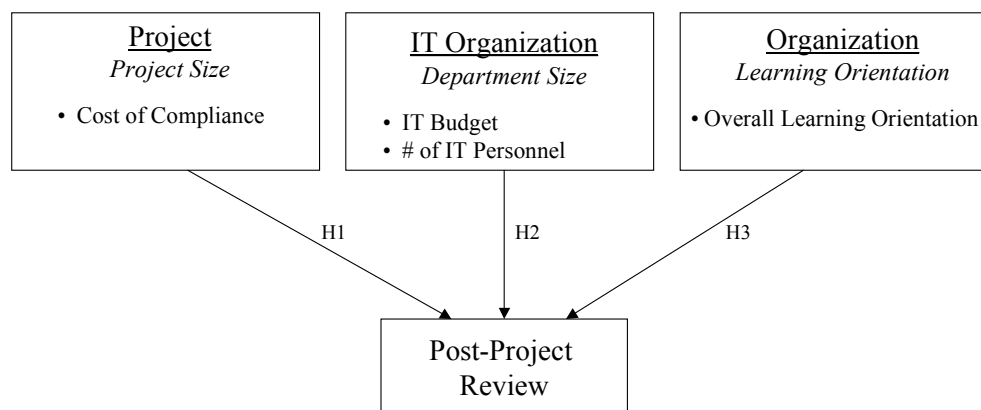 Project
Project Size
• Cost of Compliance
IT Organization
Department Size
• IT Budget
• # of IT Personnel
Organization
Learning Orientation
• Overall Learning Orientation
H1
H2
H3
Post-Project
Review